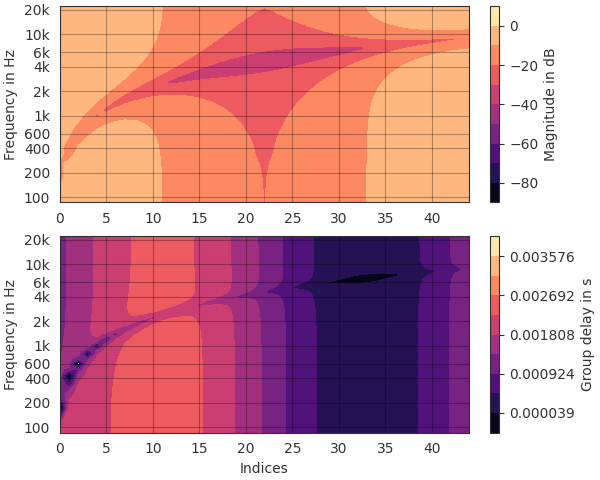 20k
10k
6k
4k
2k
1k
600
400
200
100
Frequency in Hz
0 5 10 15 20 25 30 35 40
0
−20
−40
−60
−80
Magnitude in dB
20k
10k
6k
4k
2k
1k
600
400
200
100
Frequency in Hz
0 5 10 15 20 25 30 35 40
Indices
0.003576
0.002692
0.001808
0.000924
0.000039
Group delay in s